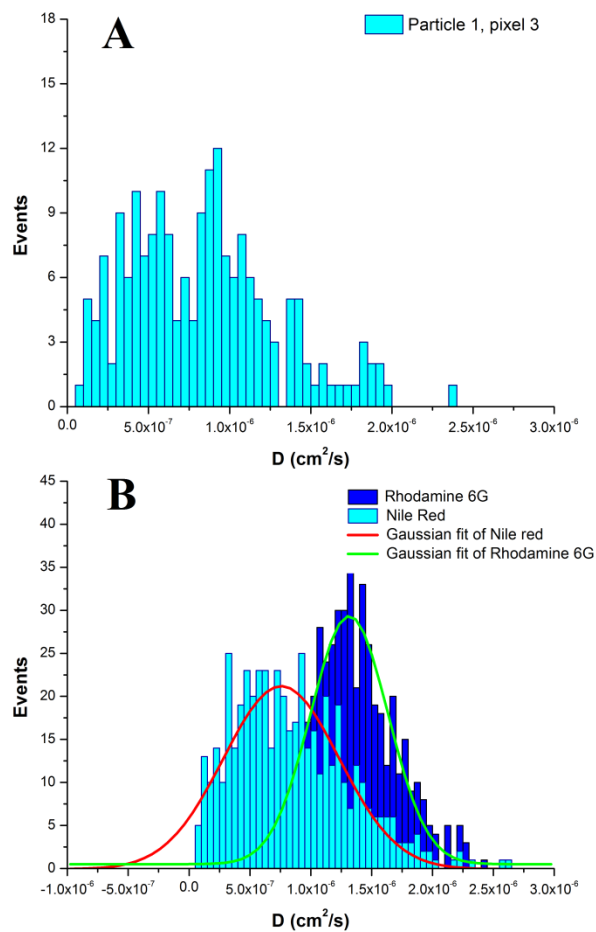 A
Particle 1, pixel 3
18
15
12
9
6
3
0
Events
0.0 5.0x10⁻⁷ 1.0x10⁻⁶ 1.5x10⁻⁶ 2.0x10⁻⁶ 2.5x10⁻⁶ 3.0x10⁻⁶
D (cm²/s)
B
Rhodamine 6G
Nile Red
Gaussian fit of Nile red
Gaussian fit of Rhodamine 6G
45
40
35
30
25
20
15
10
5
0
Events
-1.0x10⁻⁶ -5.0x10⁻⁷ 0.0 5.0x10⁻⁷ 1.0x10⁻⁶ 1.5x10⁻⁶ 2.0x10⁻⁶ 2.5x10⁻⁶ 3.0x10⁻⁶
D (cm²/s)